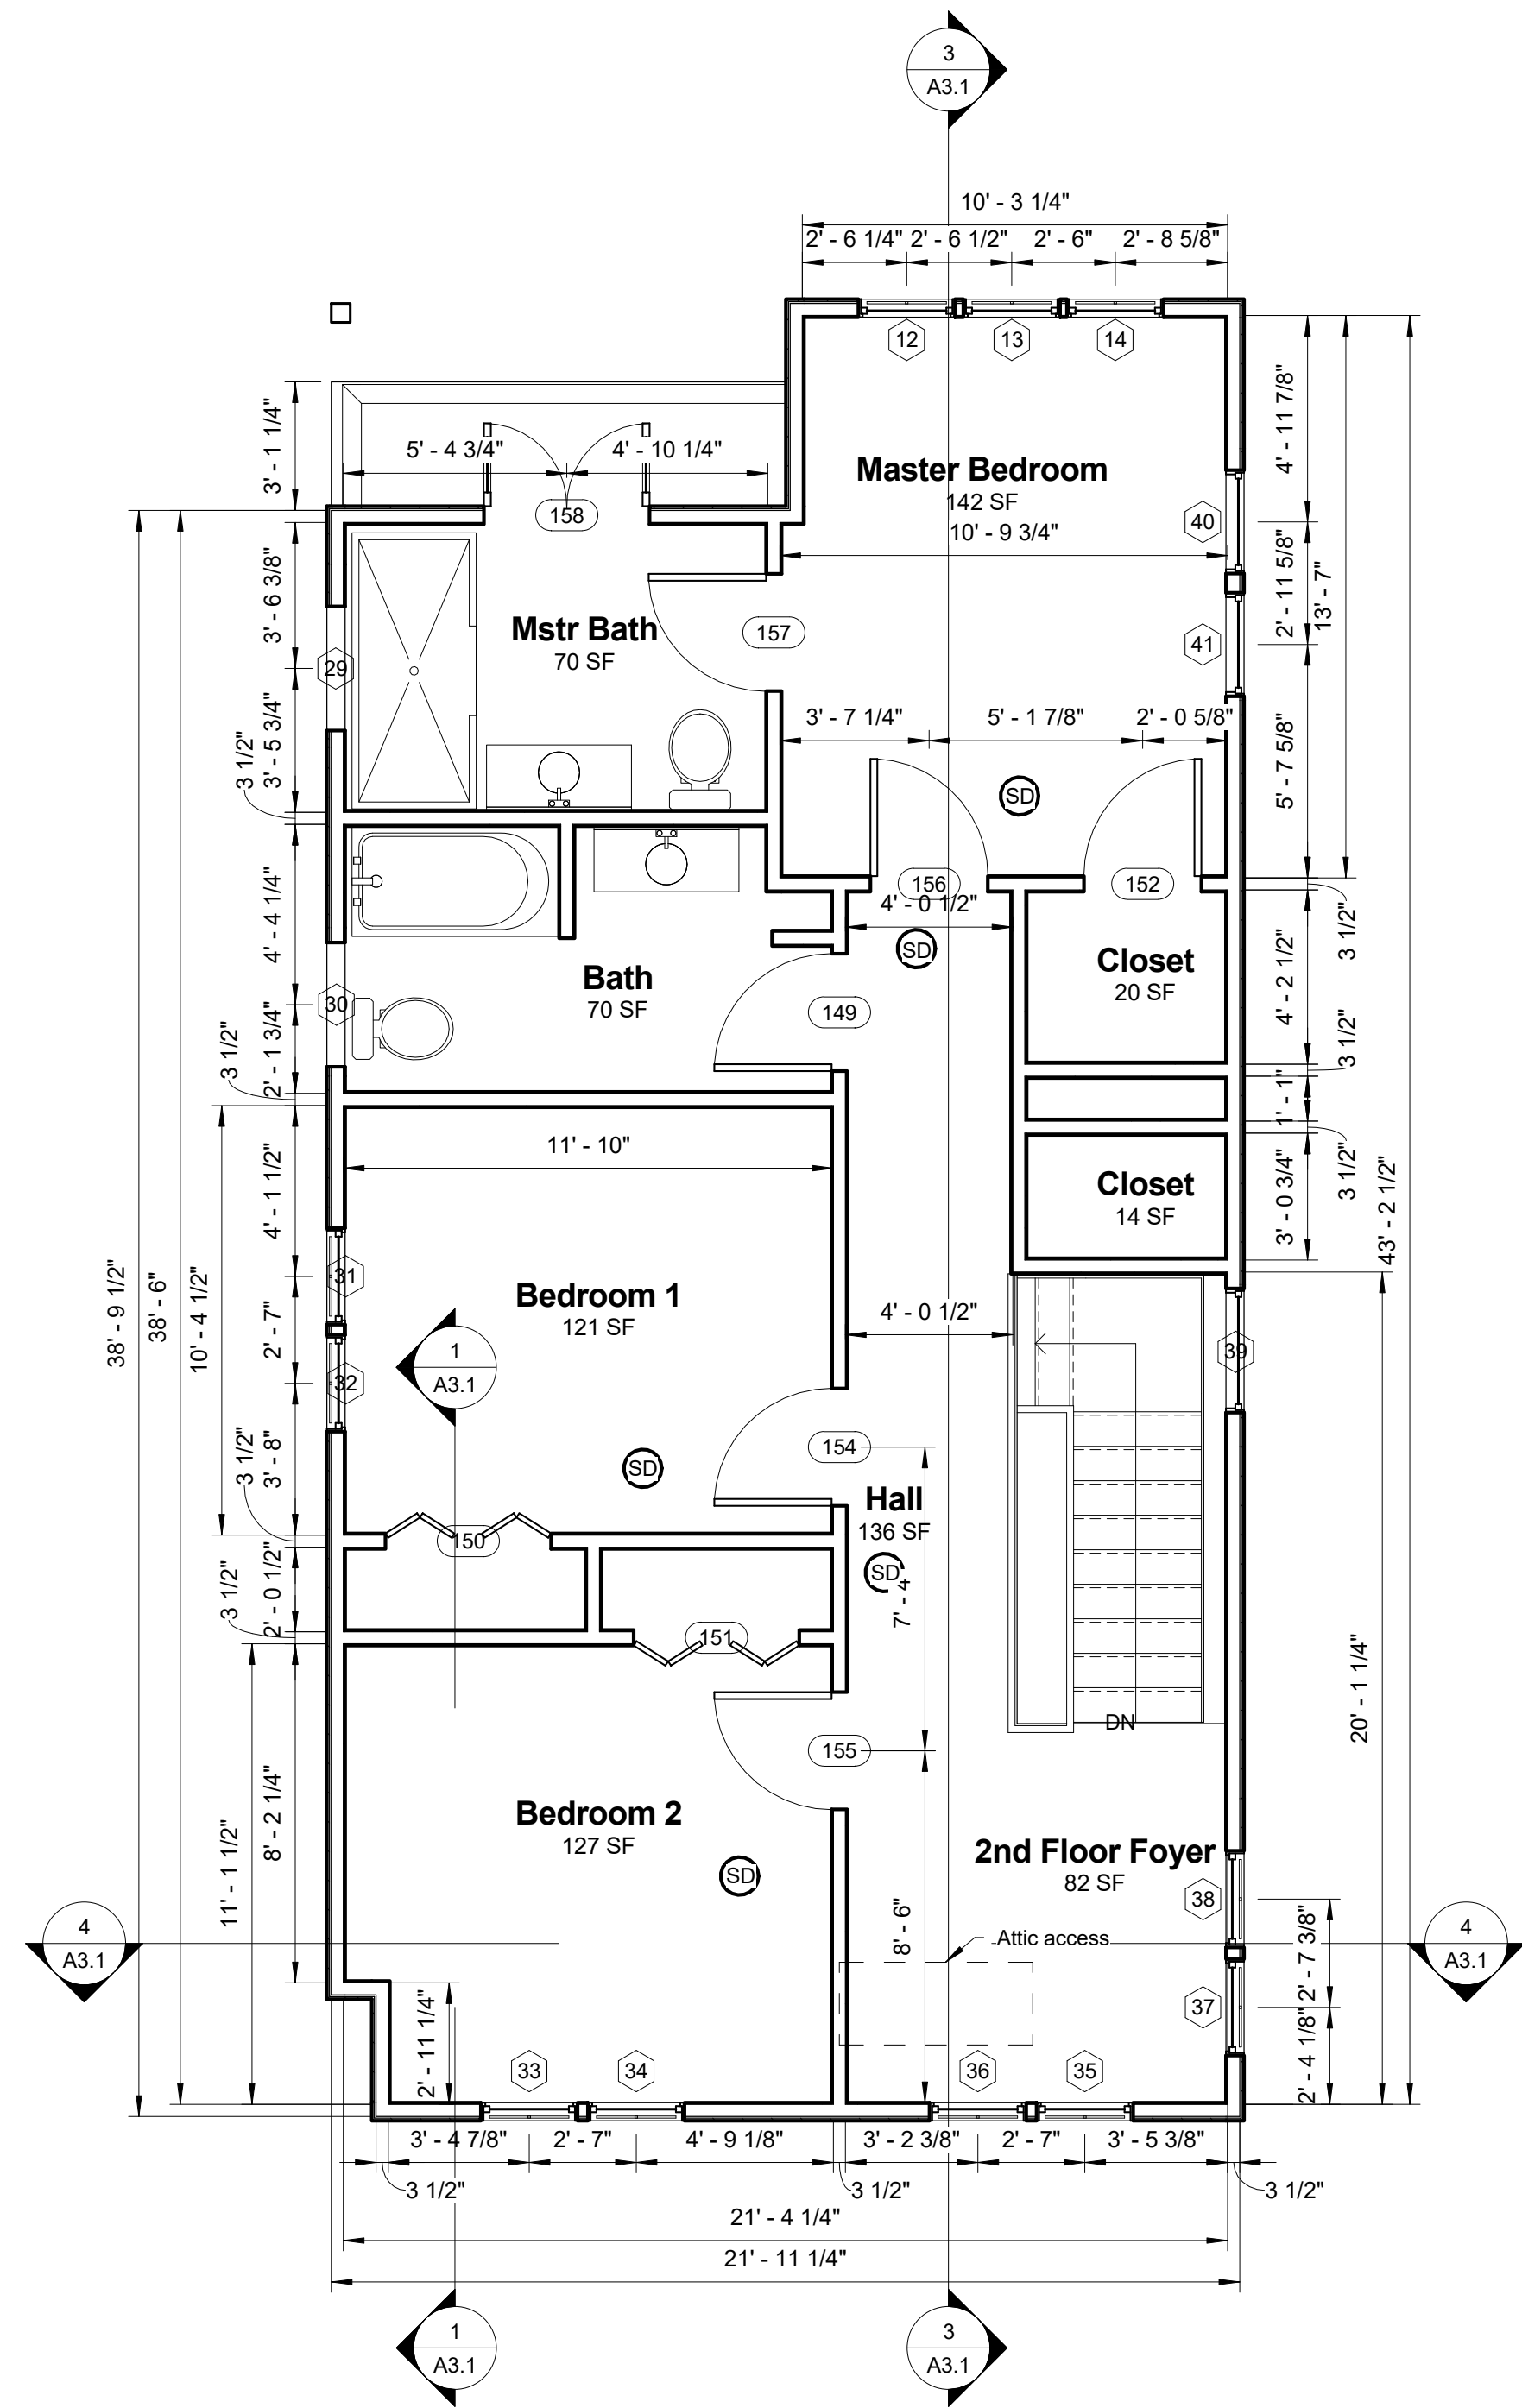 3
A3.1
10' - 3 1/4"
2' - 6 1/4" 2' - 6 1/2" 2' - 6" 2' - 8 5/8"
12 13 14
3' - 1 1/4"
5' - 4 3/4" 4' - 10 1/4"
158
Master Bedroom
142 SF
10' - 9 3/4"
4' - 11 7/8"
40
2' - 11 5/8"
13' - 7"
41
5' - 7 5/8"
3' - 6 3/8"
Mstr Bath
70 SF
157
29
3' - 5 3/4"
3 1/2"
3' - 7 1/4" 5' - 1 7/8" 2' - 0 5/8"
SD
156
152
4' - 0 1/2"
SD
3 1/2"
4' - 4 1/4"
Bath
70 SF
149
30
2' - 1 3/4"
3 1/2"
Closet
20 SF
4' - 2 1/2"
3 1/2"
1' - 1"
3 1/2"
Closet
14 SF
3' - 0 3/4"
43' - 2 1/2"
11' - 10"
4' - 1 1/2"
31
Bedroom 1
121 SF
2' - 7"
32
1
A3.1
38' - 9 1/2"
38' - 6"
10' - 4 1/2"
3' - 8"
3 1/2"
4' - 0 1/2"
39
154
SD
Hall
136 SF
SD
7' - 4
150
2' - 0 1/2"
3 1/2"
151
DN
155
20' - 1 1/4"
Bedroom 2
127 SF
SD
8' - 2 1/4"
11' - 1 1/2"
2nd Floor Foyer
82 SF
38
8' - 6"
Attic access
2' - 7 3/8"
37
2' - 4 1/8"
4
A3.1
4
A3.1
2' - 11 1/4"
33 34 36 35
3' - 4 7/8" 2' - 7" 4' - 9 1/8" 3' - 2 3/8" 2' - 7" 3' - 5 3/8"
3 1/2" 3 1/2" 3 1/2"
21' - 4 1/4"
21' - 11 1/4"
1
A3.1
3
A3.1